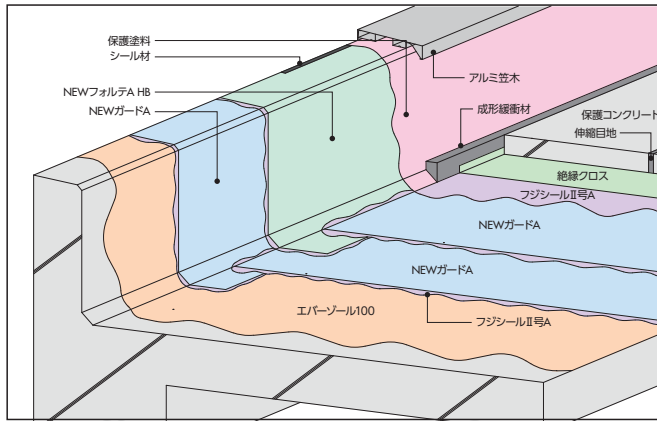 保護塗料
シール材
NEWフォルテA HB
NEWガードA
アルミ笠木
成形緩衝材
保護コンクリート
伸縮目地
絶縁クロス
フジシールⅡ号A
NEWガードA
NEWガードA
エバーゾール100
フジシールⅡ号A